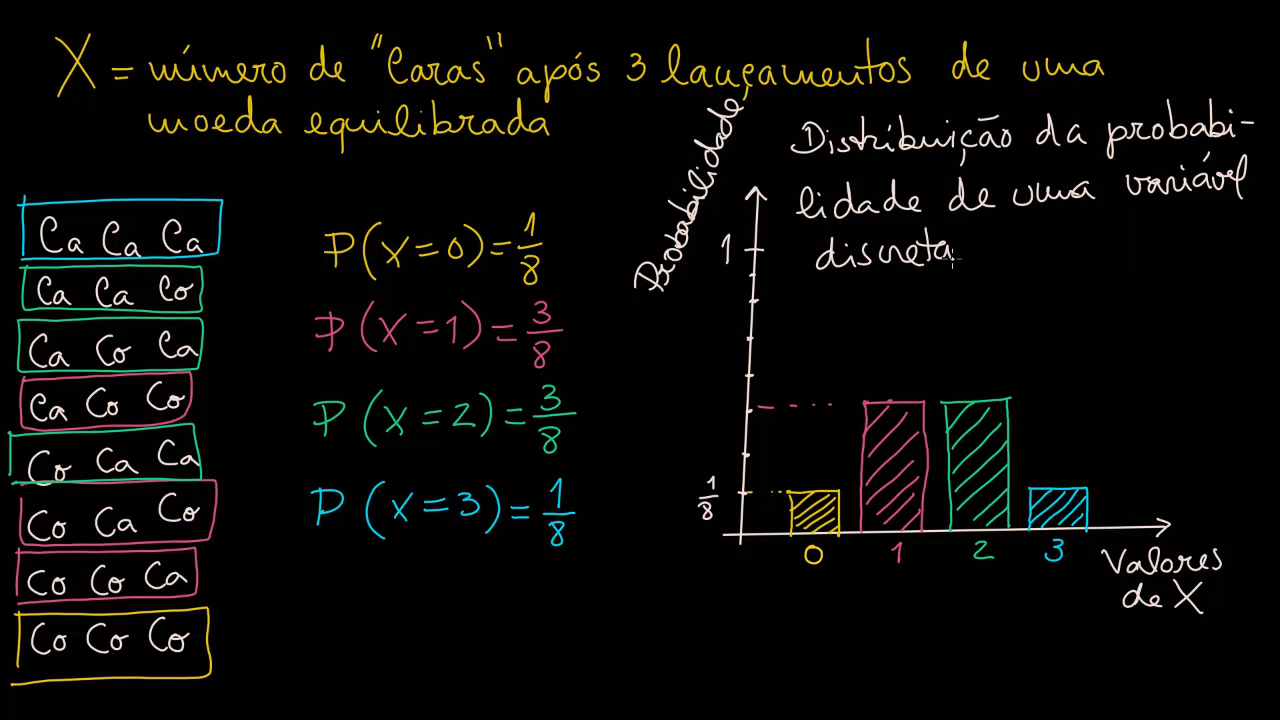 X = número de "Caras" após 3 lançamentos de uma
moeda equilibrada
Ca Ca Ca
Ca Ca Co
Ca Co Ca
Ca Co Co
Co Ca Ca
Co Ca Co
Co Co Ca
Co Co Co
P(X=0)=1/8
P(X=1)=3/8
P(X=2)=3/8
P(X=3)=1/8
Distribuição da probabi-
lidade de uma variável
discreta
Probabilidade
1
1/8
0 1 2 3
Valores
de X